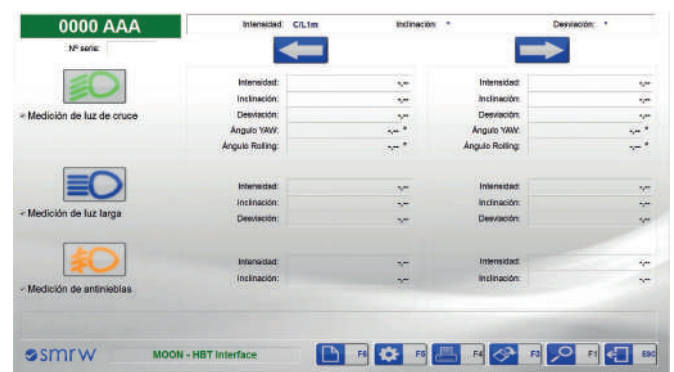 0000 AAA
Intensidad: C/L1m Inclinación: * Desviación: *
Nº serie:
Intensidad: -,-- Intensidad: -,--
Inclinación: -,-- Inclinación: -,--
Medición de luz de cruce Desviación: -,-- Desviación: -,--
Ángulo YAW: -,-- * Ángulo YAW: -,-- *
Ángulo Rolling: -,-- * Ángulo Rolling: -,-- *
Intensidad: -,-- Intensidad: -,--
Inclinación: -,-- Inclinación: -,--
Medición de luz larga Desviación: -,-- Desviación: -,--
Intensidad: -,-- Intensidad: -,--
Inclinación: -,-- Inclinación: -,--
Medición de antinieblas
smrw MOON - HBT Interface F6 F5 F4 F3 F1 ESC